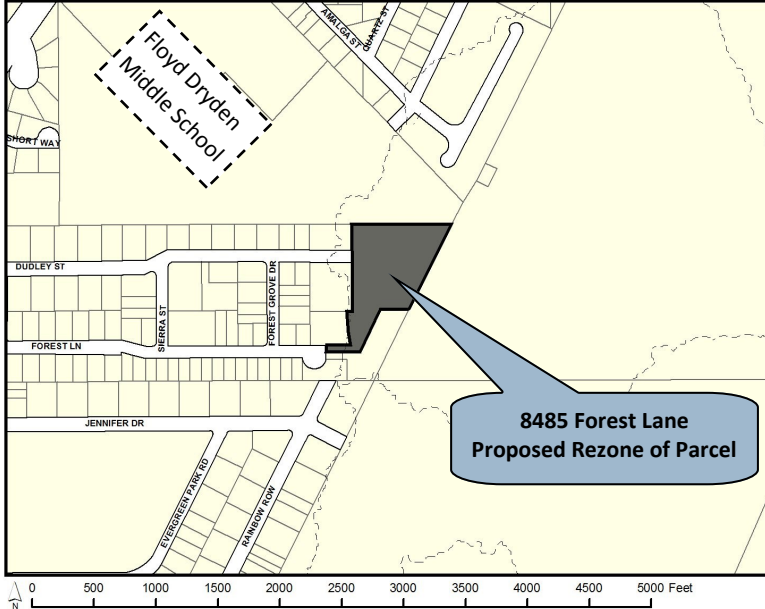 AMALGA ST
QUARTZ ST
Floyd Dryden
Middle School
SHORT WAY
DUDLEY ST
SIERRA ST
FOREST GROVE DR
FOREST LN
JENNIFER DR
EVERGREEN PARK RD
RAINBOW ROW
8485 Forest Lane
Proposed Rezone of Parcel
N
0 500 1000 1500 2000 2500 3000 3500 4000 4500 5000 Feet